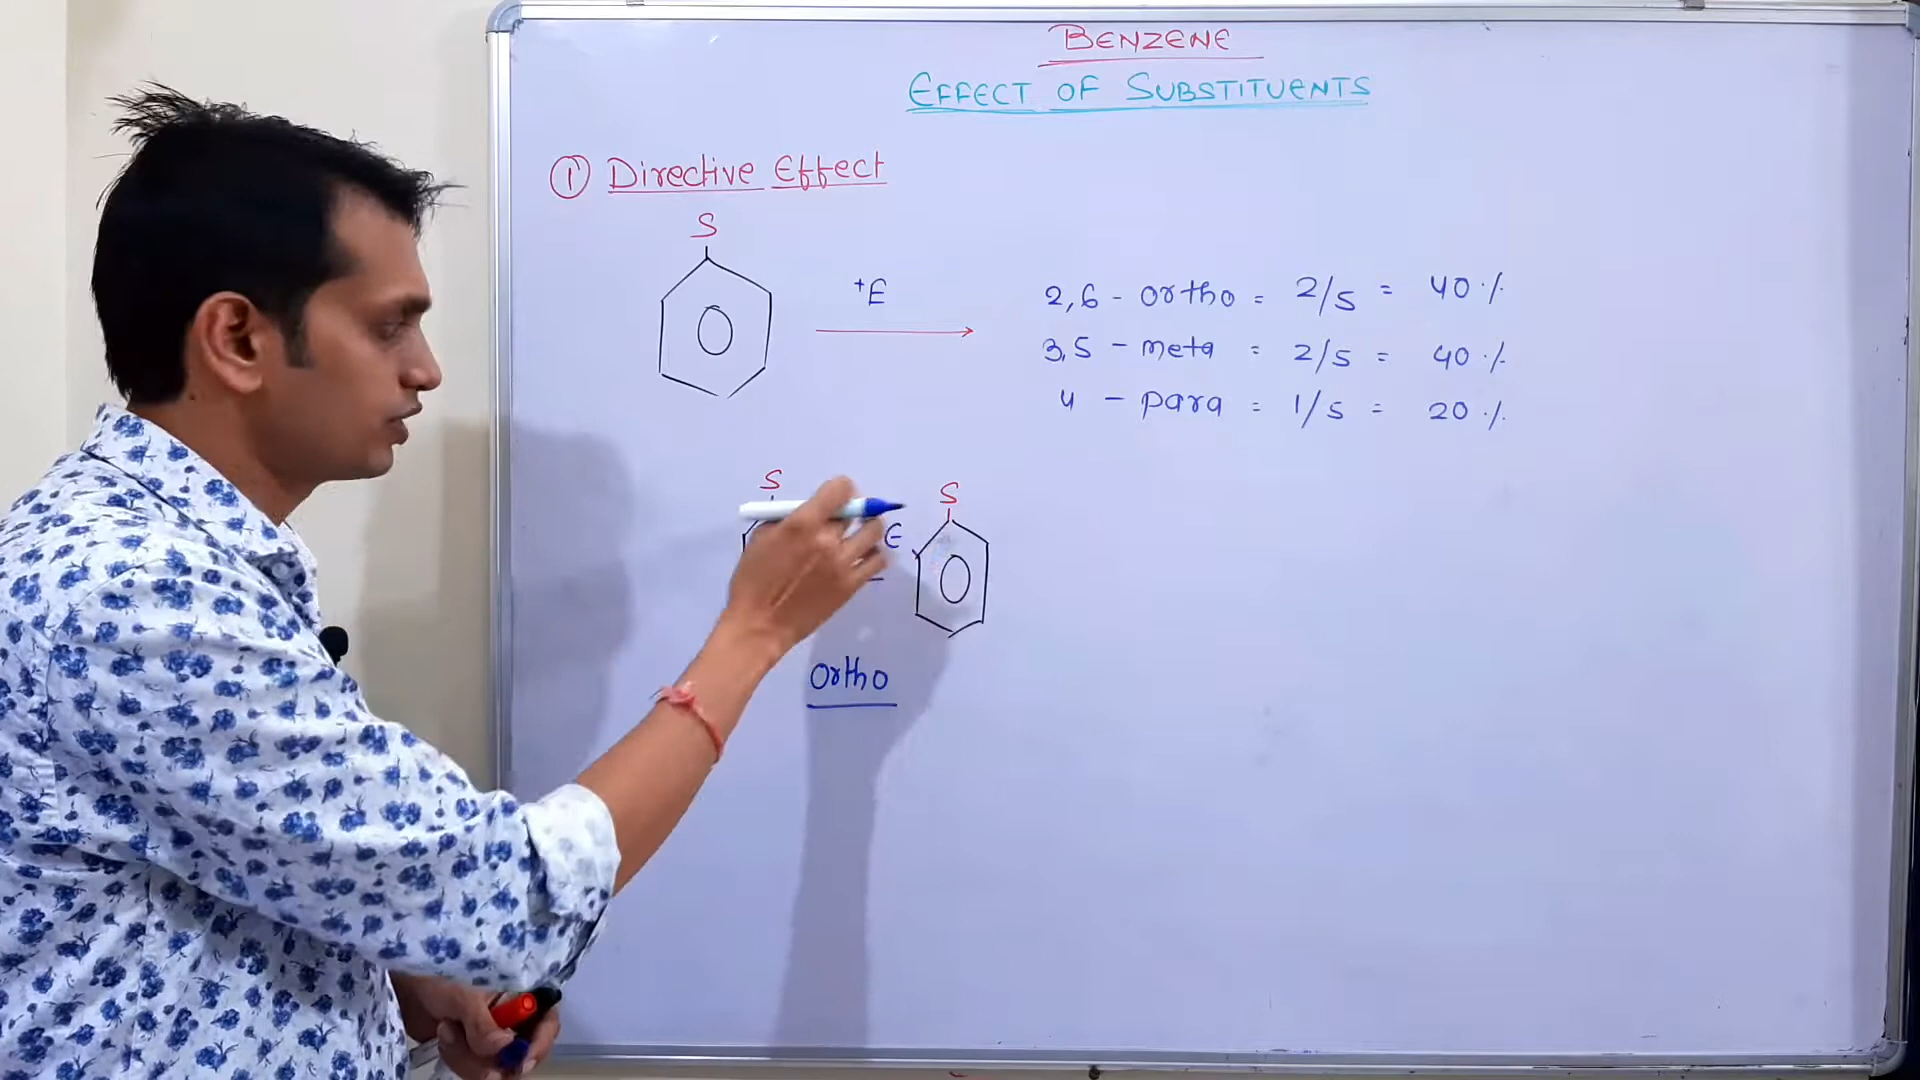 BENZENE
EFFECT OF SUBSTITUENTS
① Directive Effect
S
+E
2,6 - ortho = 2/5 = 40 %
3,5 - meta = 2/5 = 40 %
4 - para = 1/5 = 20 %
S
S
E
Ortho